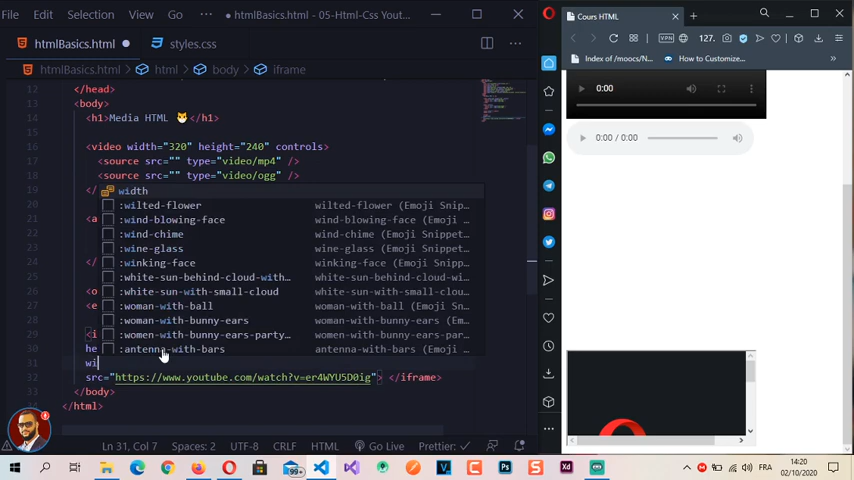 File Edit Selection View Go ··· • htmlBasics.html - 05-Html-Css Yout...
htmlBasics.html ● styles.css ···
htmlBasics.html > html > body > iframe
12 </head>
13 <body>
14 <h1>Media HTML 🐱</h1>
15
16 <video width="320" height="240" controls>
17 <source src="" type="video/mp4" />
18 <source src="" type="video/ogg" />
19 </
20
21 <a
22
23
24 </
25
26 <o
27 <e
28
29 <i
30 he
31 wi
32 src="https://www.youtube.com/watch?v=er4WYU5D0ig"> </iframe>
33 </body>
34 </html>
width
:wilted-flower wilted-flower (Emoji Snip...
:wind-blowing-face wind-blowing-face (Emoji ...
:wind-chime wind-chime (Emoji Snippet...
:wine-glass wine-glass (Emoji Snippet...
:winking-face winking-face (Emoji Snipp...
:white-sun-behind-cloud-with... white-sun-behind-cloud-wi...
:white-sun-with-small-cloud white-sun-with-small-clou...
:woman-with-ball woman-with-ball (Emoji Sn...
:woman-with-bunny-ears woman-with-bunny-ears (Em...
:women-with-bunny-ears-party... women-with-bunny-ears-par...
:antenna-with-bars antenna-with-bars (Emoji ...
Ln 31, Col 7 Spaces: 2 UTF-8 CRLF HTML Go Live Prettier: ✓
Cours HTML
VPN 127.
Index of /moocs/N... How to Customize... »
0:00
0:00 / 0:00
99+
FRA
14:20
02/10/2020